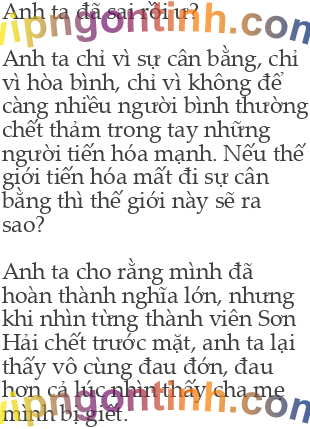 Anh ta đã sai rồi ư?
vipngontinh.com
Anh ta chỉ vì sự cân bằng, chỉ
vì hòa bình, chỉ vì không để
càng nhiều người bình thường
chết thảm trong tay những
người tiến hóa mạnh. Nếu thế
giới tiến hóa mất đi sự cân
bằng thì thế giới này sẽ ra
sao?
Anh ta cho rằng mình đã
hoàn thành nghĩa lớn, nhưng
khi nhìn từng thành viên Sơn
Hải chết trước mặt, anh ta lại
thấy vô cùng đau đớn, đau
hơn cả lúc nhìn thấy cha mẹ
mình bị giết.
vipngontinh.com